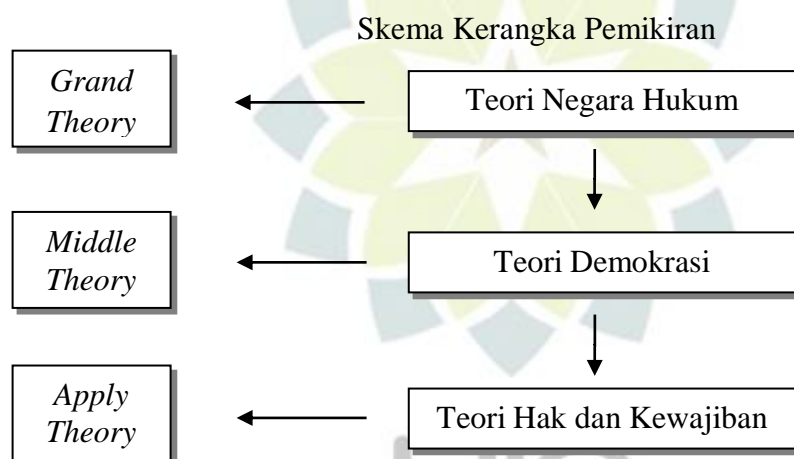 Skema Kerangka Pemikiran
Grand
Theory
Teori Negara Hukum
Middle
Theory
Teori Demokrasi
Apply
Theory
Teori Hak dan Kewajiban